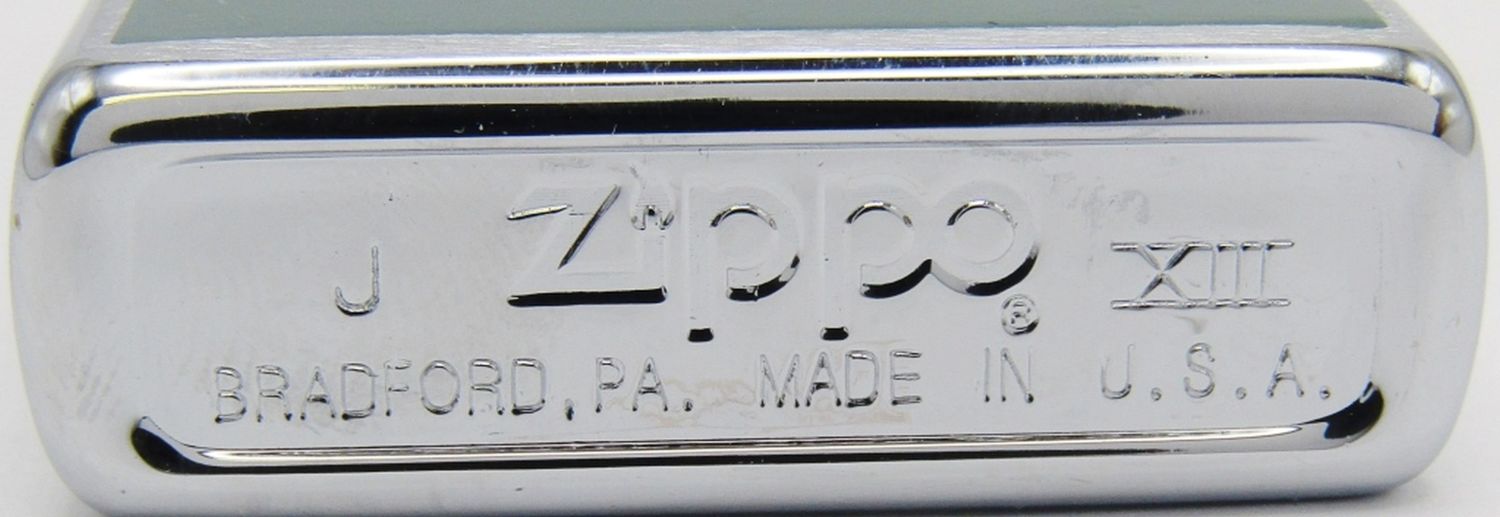 J Zippo® XIII
BRADFORD, PA. MADE IN U.S.A.